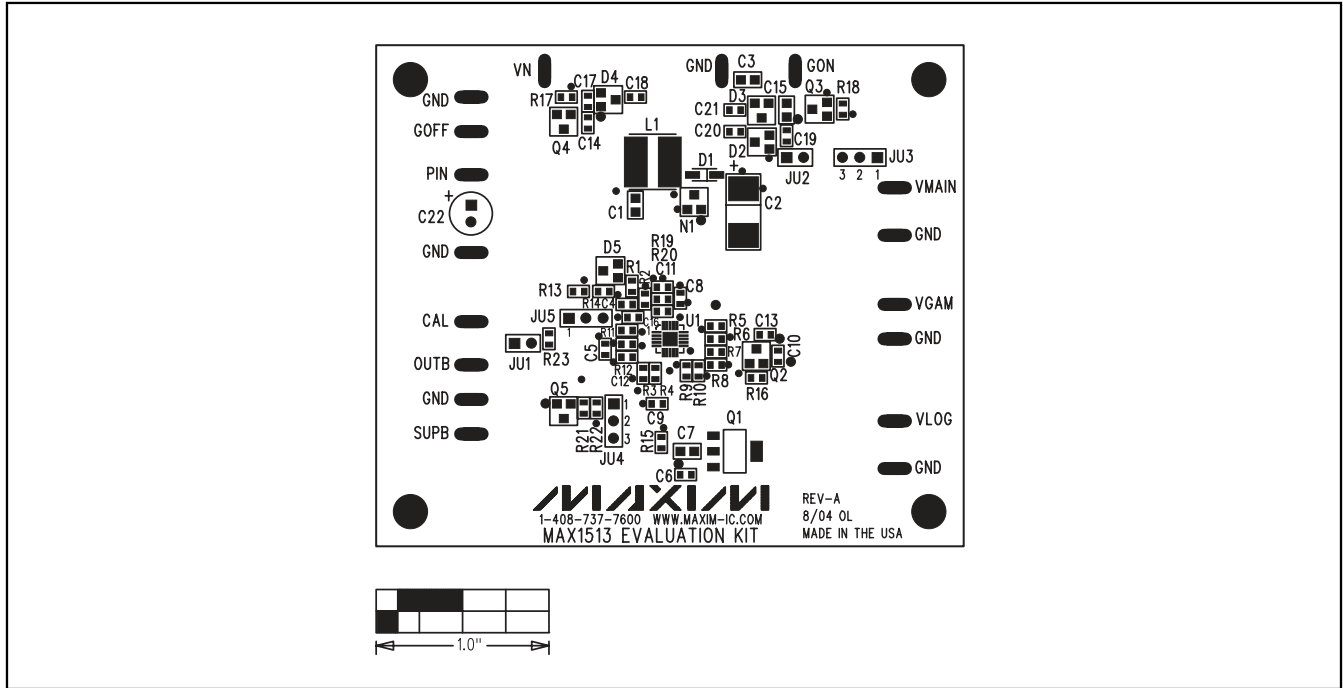 VN
GND
GON
C3
C17
D4
C18
R17
C14
Q4
D3
C15
Q3
R18
C21
C20
D2
C19
JU2
JU3
3 2 1
GND
GOFF
PIN
+
C22
GND
CAL
OUTB
GND
SUPB
L1
D1
+
C1
N1
C2
VMAIN
GND
VGAM
GND
VLOG
GND
D5
R19
R20
C11
R1
R2
C8
R13
R14
C4
JU5
1
C16
U1
R11
C5
JU1
R23
R12
C12
R3
R4
R9
R10
R5
R6
R7
R8
C13
C10
Q2
R16
Q5
R21
R22
1
2
3
JU4
C9
R15
C7
C6
Q1
MAXIM
1-408-737-7600 WWW.MAXIM-IC.COM
MAX1513 EVALUATION KIT
REV-A
8/04 OL
MADE IN THE USA
1.0"